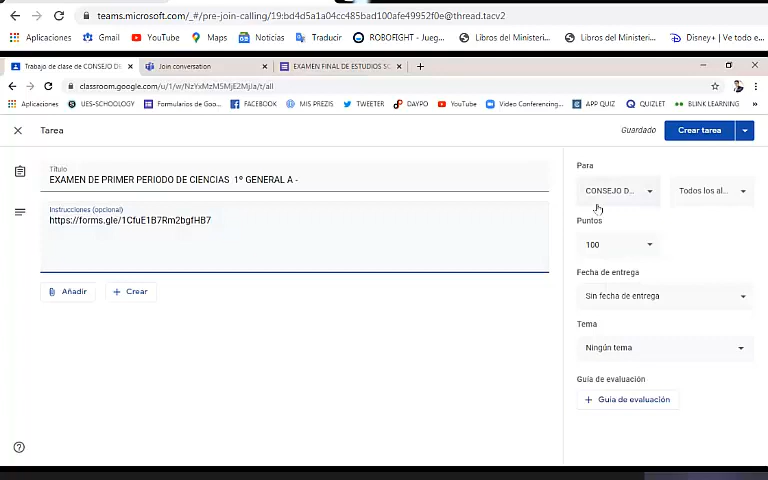 teams.microsoft.com/_#/pre-join-calling/19:bd4d5a1a04cc485bad100afe49952f0e@thread.tacv2
Aplicaciones Gmail YouTube Maps Noticias Traducir ROBOFIGHT - Jueg... Libros del Ministeri... Libros del Ministeri... Disney+ | Ve todo e...
Trabajo de clase de CONSEJO DE Join conversation EXAMEN FINAL DE ESTUDIOS SO
classroom.google.com/u/1/w/NzYxMzM5MjE2MjJa/t/all
Aplicaciones UES-SCHOOLOGY Formularios de Goo... FACEBOOK MIS PREZIS TWEETER DAYPO YouTube Video Conferencing... APP QUIZ QUIZLET BLINK LEARNING
Tarea Guardado Crear tarea
Título
EXAMEN DE PRIMER PERIODO DE CIENCIAS 1º GENERAL A -
Instrucciones (opcional)
https://forms.gle/1CfuE1B7Rm2bgfHB7
Añadir Crear
Para
CONSEJO D... Todos los al...
Puntos
100
Fecha de entrega
Sin fecha de entrega
Tema
Ningún tema
Guía de evaluación
Guía de evaluación